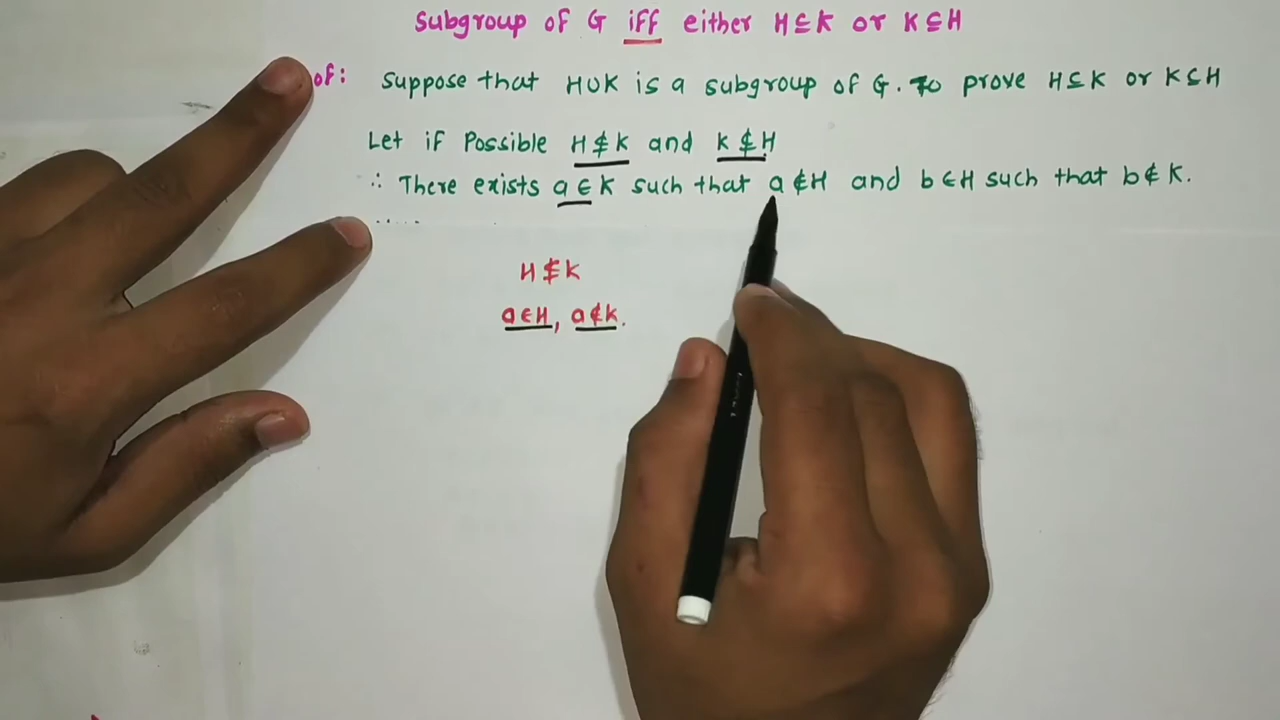 Subgroup of G iff either H⊆K or K⊆H
of: Suppose that H∪K is a subgroup of G. To prove H⊆K or K⊆H
Let if Possible H⊈K and K⊈H
∴ There exists a∈K such that a∉H and b∈H such that b∉K.
H⊈K
a∈H, a∉K.